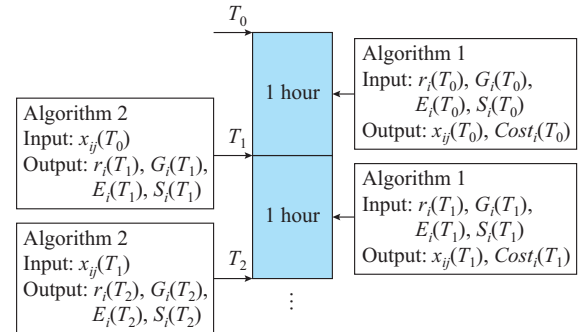 T₀
1 hour
Algorithm 1
Input: rᵢ(T₀), Gᵢ(T₀),
Eᵢ(T₀), Sᵢ(T₀)
Output: xᵢⱼ(T₀), Costᵢ(T₀)
Algorithm 2
Input: xᵢⱼ(T₀)
Output: rᵢ(T₁), Gᵢ(T₁),
Eᵢ(T₁), Sᵢ(T₁)
T₁
1 hour
Algorithm 1
Input: rᵢ(T₁), Gᵢ(T₁),
Eᵢ(T₁), Sᵢ(T₁)
Output: xᵢⱼ(T₁), Costᵢ(T₁)
Algorithm 2
Input: xᵢⱼ(T₁)
Output: rᵢ(T₂), Gᵢ(T₂),
Eᵢ(T₂), Sᵢ(T₂)
T₂
⋮